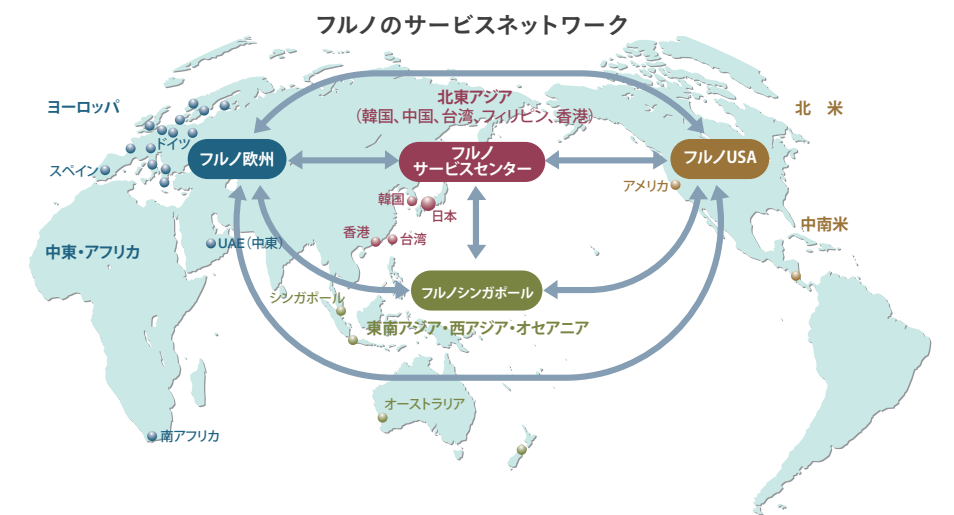 フルノのサービスネットワーク
ヨーロッパ
北東アジア
（韓国、中国、台湾、フィリピン、香港）
北 米
ドイツ
フルノ欧州
フルノ
サービスセンター
フルノUSA
スペイン
アメリカ
韓国
日本
中南米
香港
台湾
UAE（中東）
中東・アフリカ
シンガポール
フルノシンガポール
東南アジア・西アジア・オセアニア
オーストラリア
南アフリカ